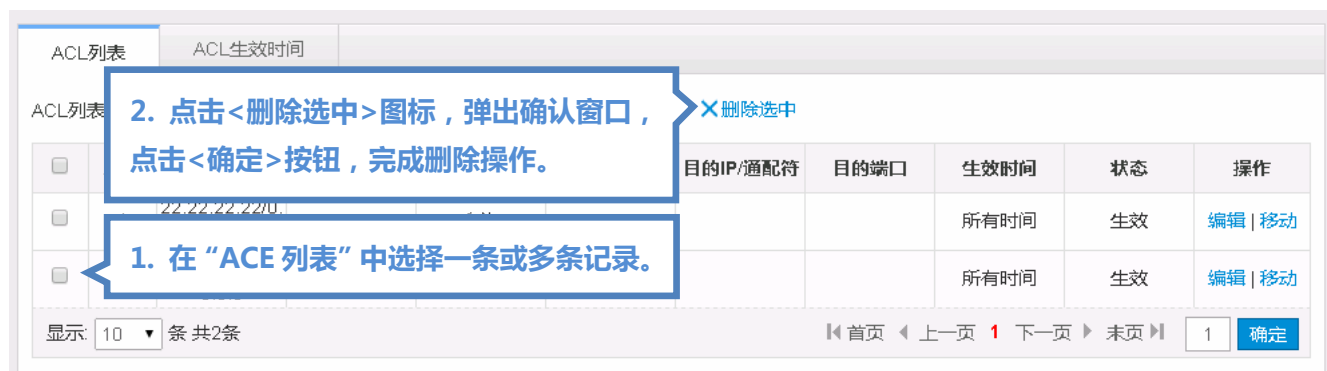 ACL列表 ACL生效时间
ACL列表
2. 点击<删除选中>图标，弹出确认窗口，
点击<确定>按钮，完成删除操作。
删除选中
目的IP/通配符 目的端口 生效时间 状态 操作
22.22.22.22/0.
所有时间 生效 编辑 | 移动
1. 在 “ACE 列表” 中选择一条或多条记录。
所有时间 生效 编辑 | 移动
显示: 10 条 共2条 首页 上一页 1 下一页 末页 1 确定